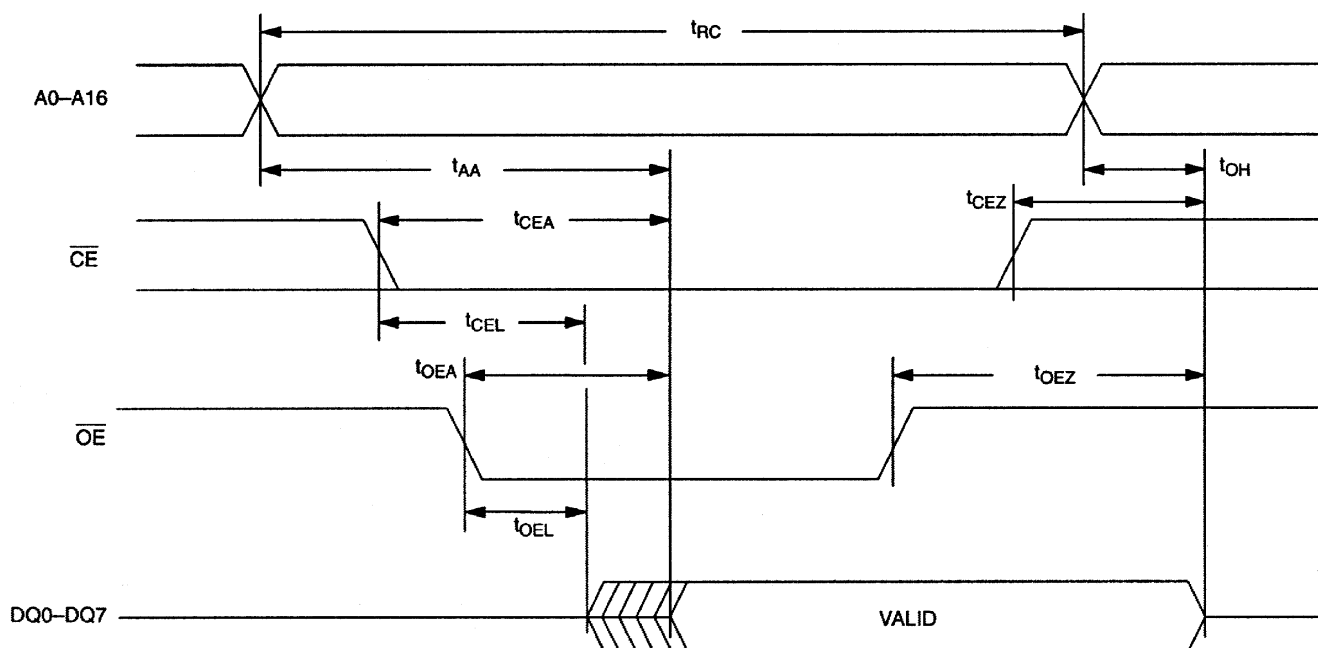 tRC
A0–A16
tAA
tOH
tCEZ
tCEA
CE
tCEL
tOEA
tOEZ
OE
tOEL
DQ0–DQ7
VALID